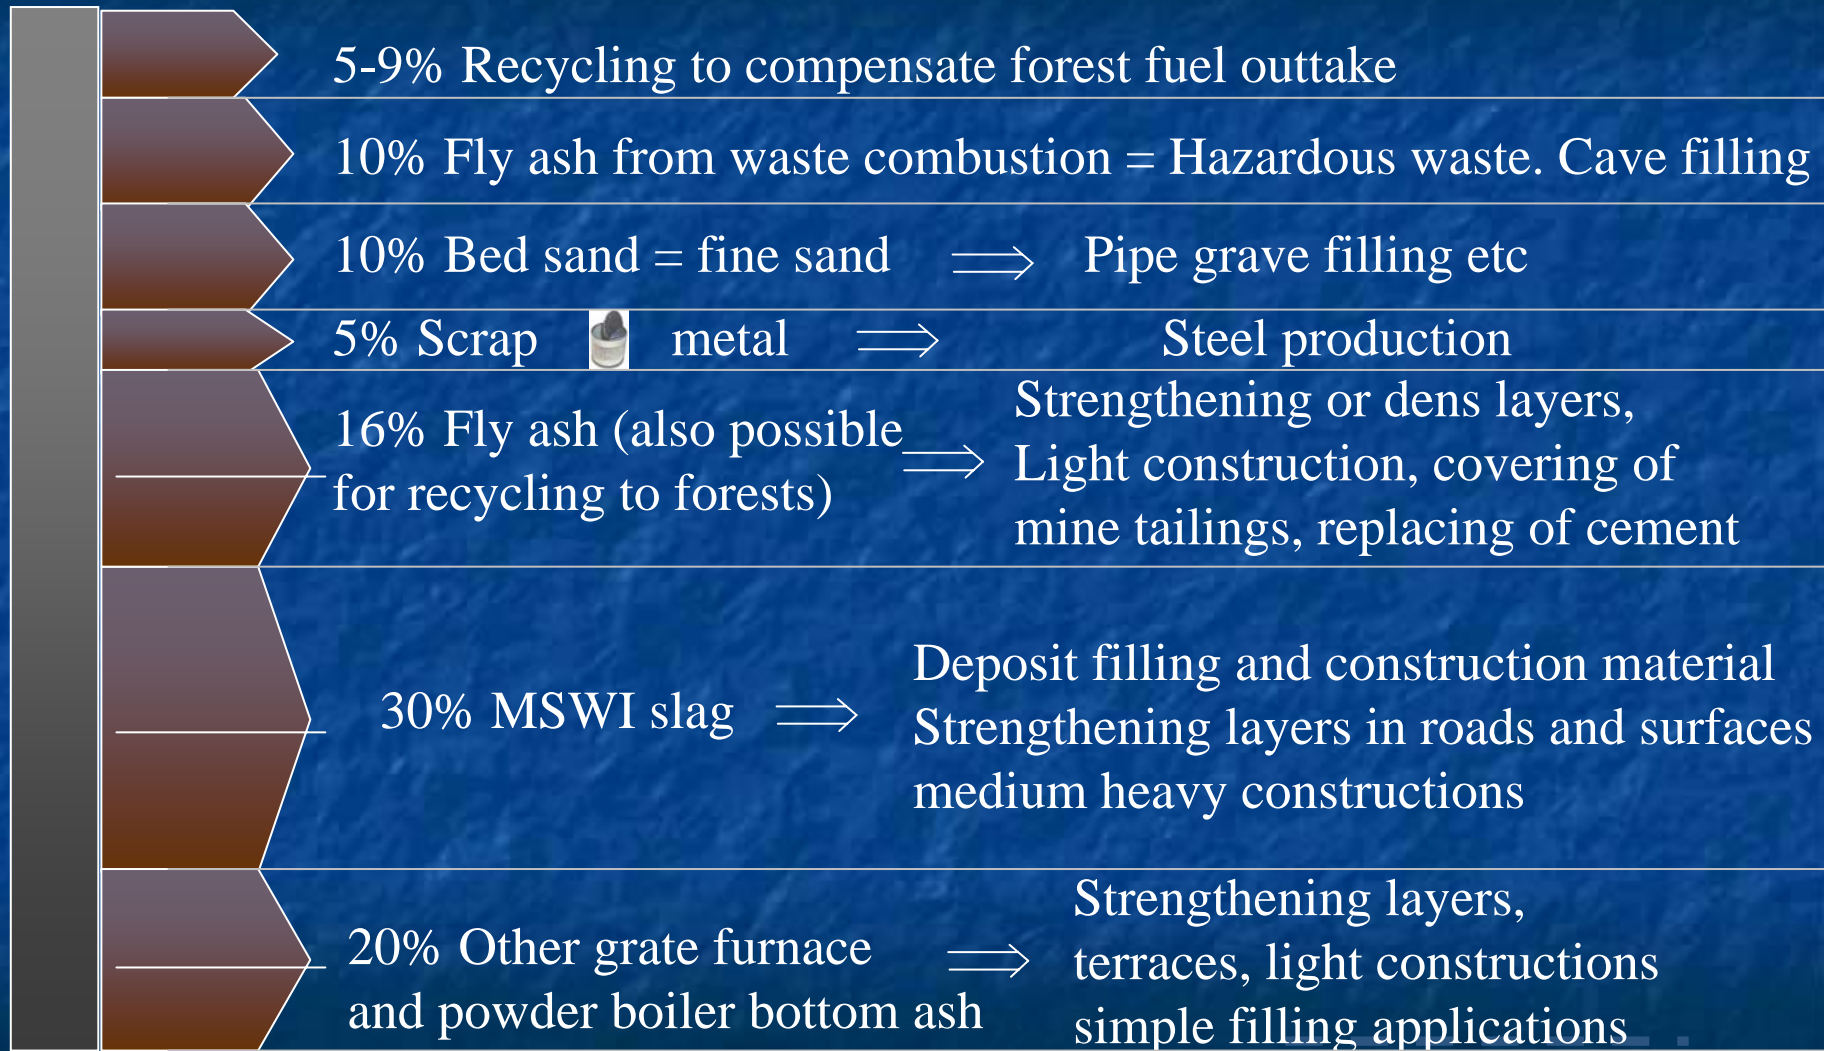 5-9% Recycling to compensate forest fuel outtake
10% Fly ash from waste combustion = Hazardous waste. Cave filling
10% Bed sand = fine sand
Pipe grave filling etc
5% Scrap metal
Steel production
16% Fly ash (also possible
for recycling to forests)
Strengthening or dens layers,
Light construction, covering of
mine tailings, replacing of cement
30% MSWI slag
Deposit filling and construction material
Strengthening layers in roads and surfaces
medium heavy constructions
20% Other grate furnace
and powder boiler bottom ash
Strengthening layers,
terraces, light constructions
simple filling applications